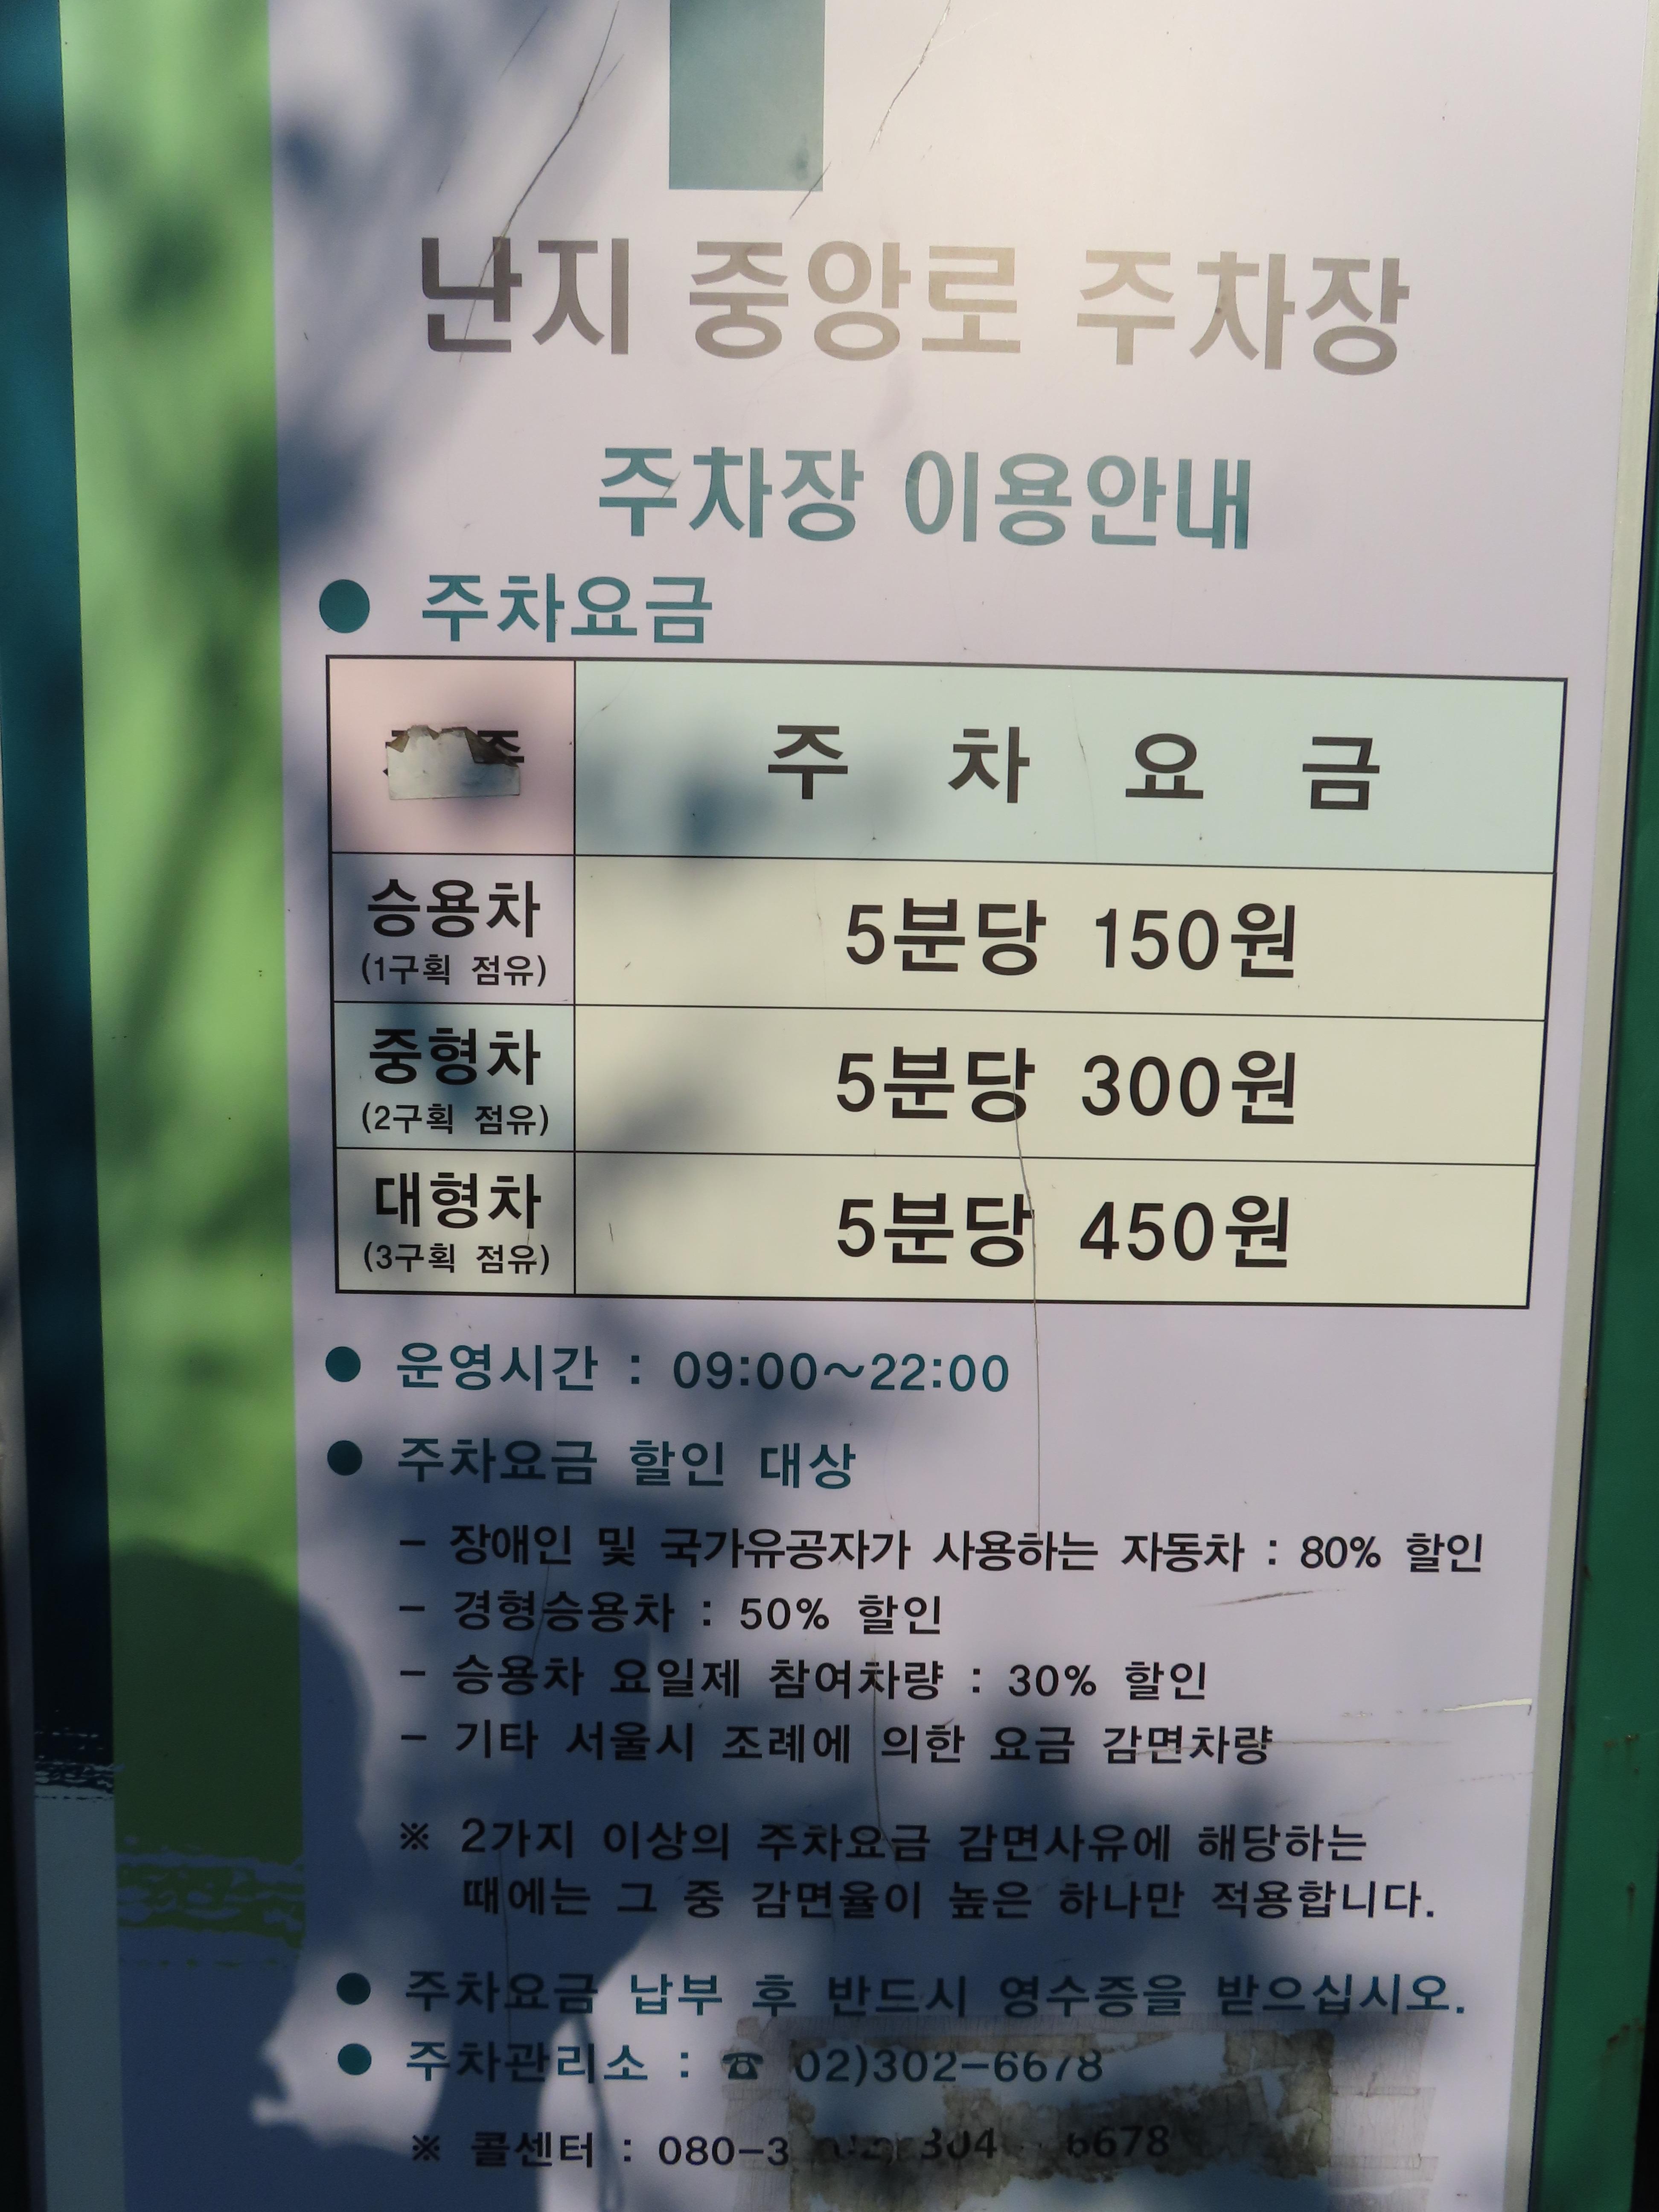 난지 중앙로 주차장
주차장 이용안내
● 주차요금
주 차 요 금
승용차
(1구획 점유)
5분당 150원
중형차
(2구획 점유)
5분당 300원
대형차
(3구획 점유)
5분당 450원
● 운영시간 : 09:00~22:00
● 주차요금 할인 대상
- 장애인 및 국가유공자가 사용하는 자동차 : 80% 할인
- 경형승용차 : 50% 할인
- 승용차 요일제 참여차량 : 30% 할인
- 기타 서울시 조례에 의한 요금 감면차량
※ 2가지 이상의 주차요금 감면사유에 해당하는
때에는 그 중 감면율이 높은 하나만 적용합니다.
● 주차요금 납부 후 반드시 영수증을 받으십시오.
● 주차관리소 : ☎ 02)302-6678
※ 콜센터 : 080-3